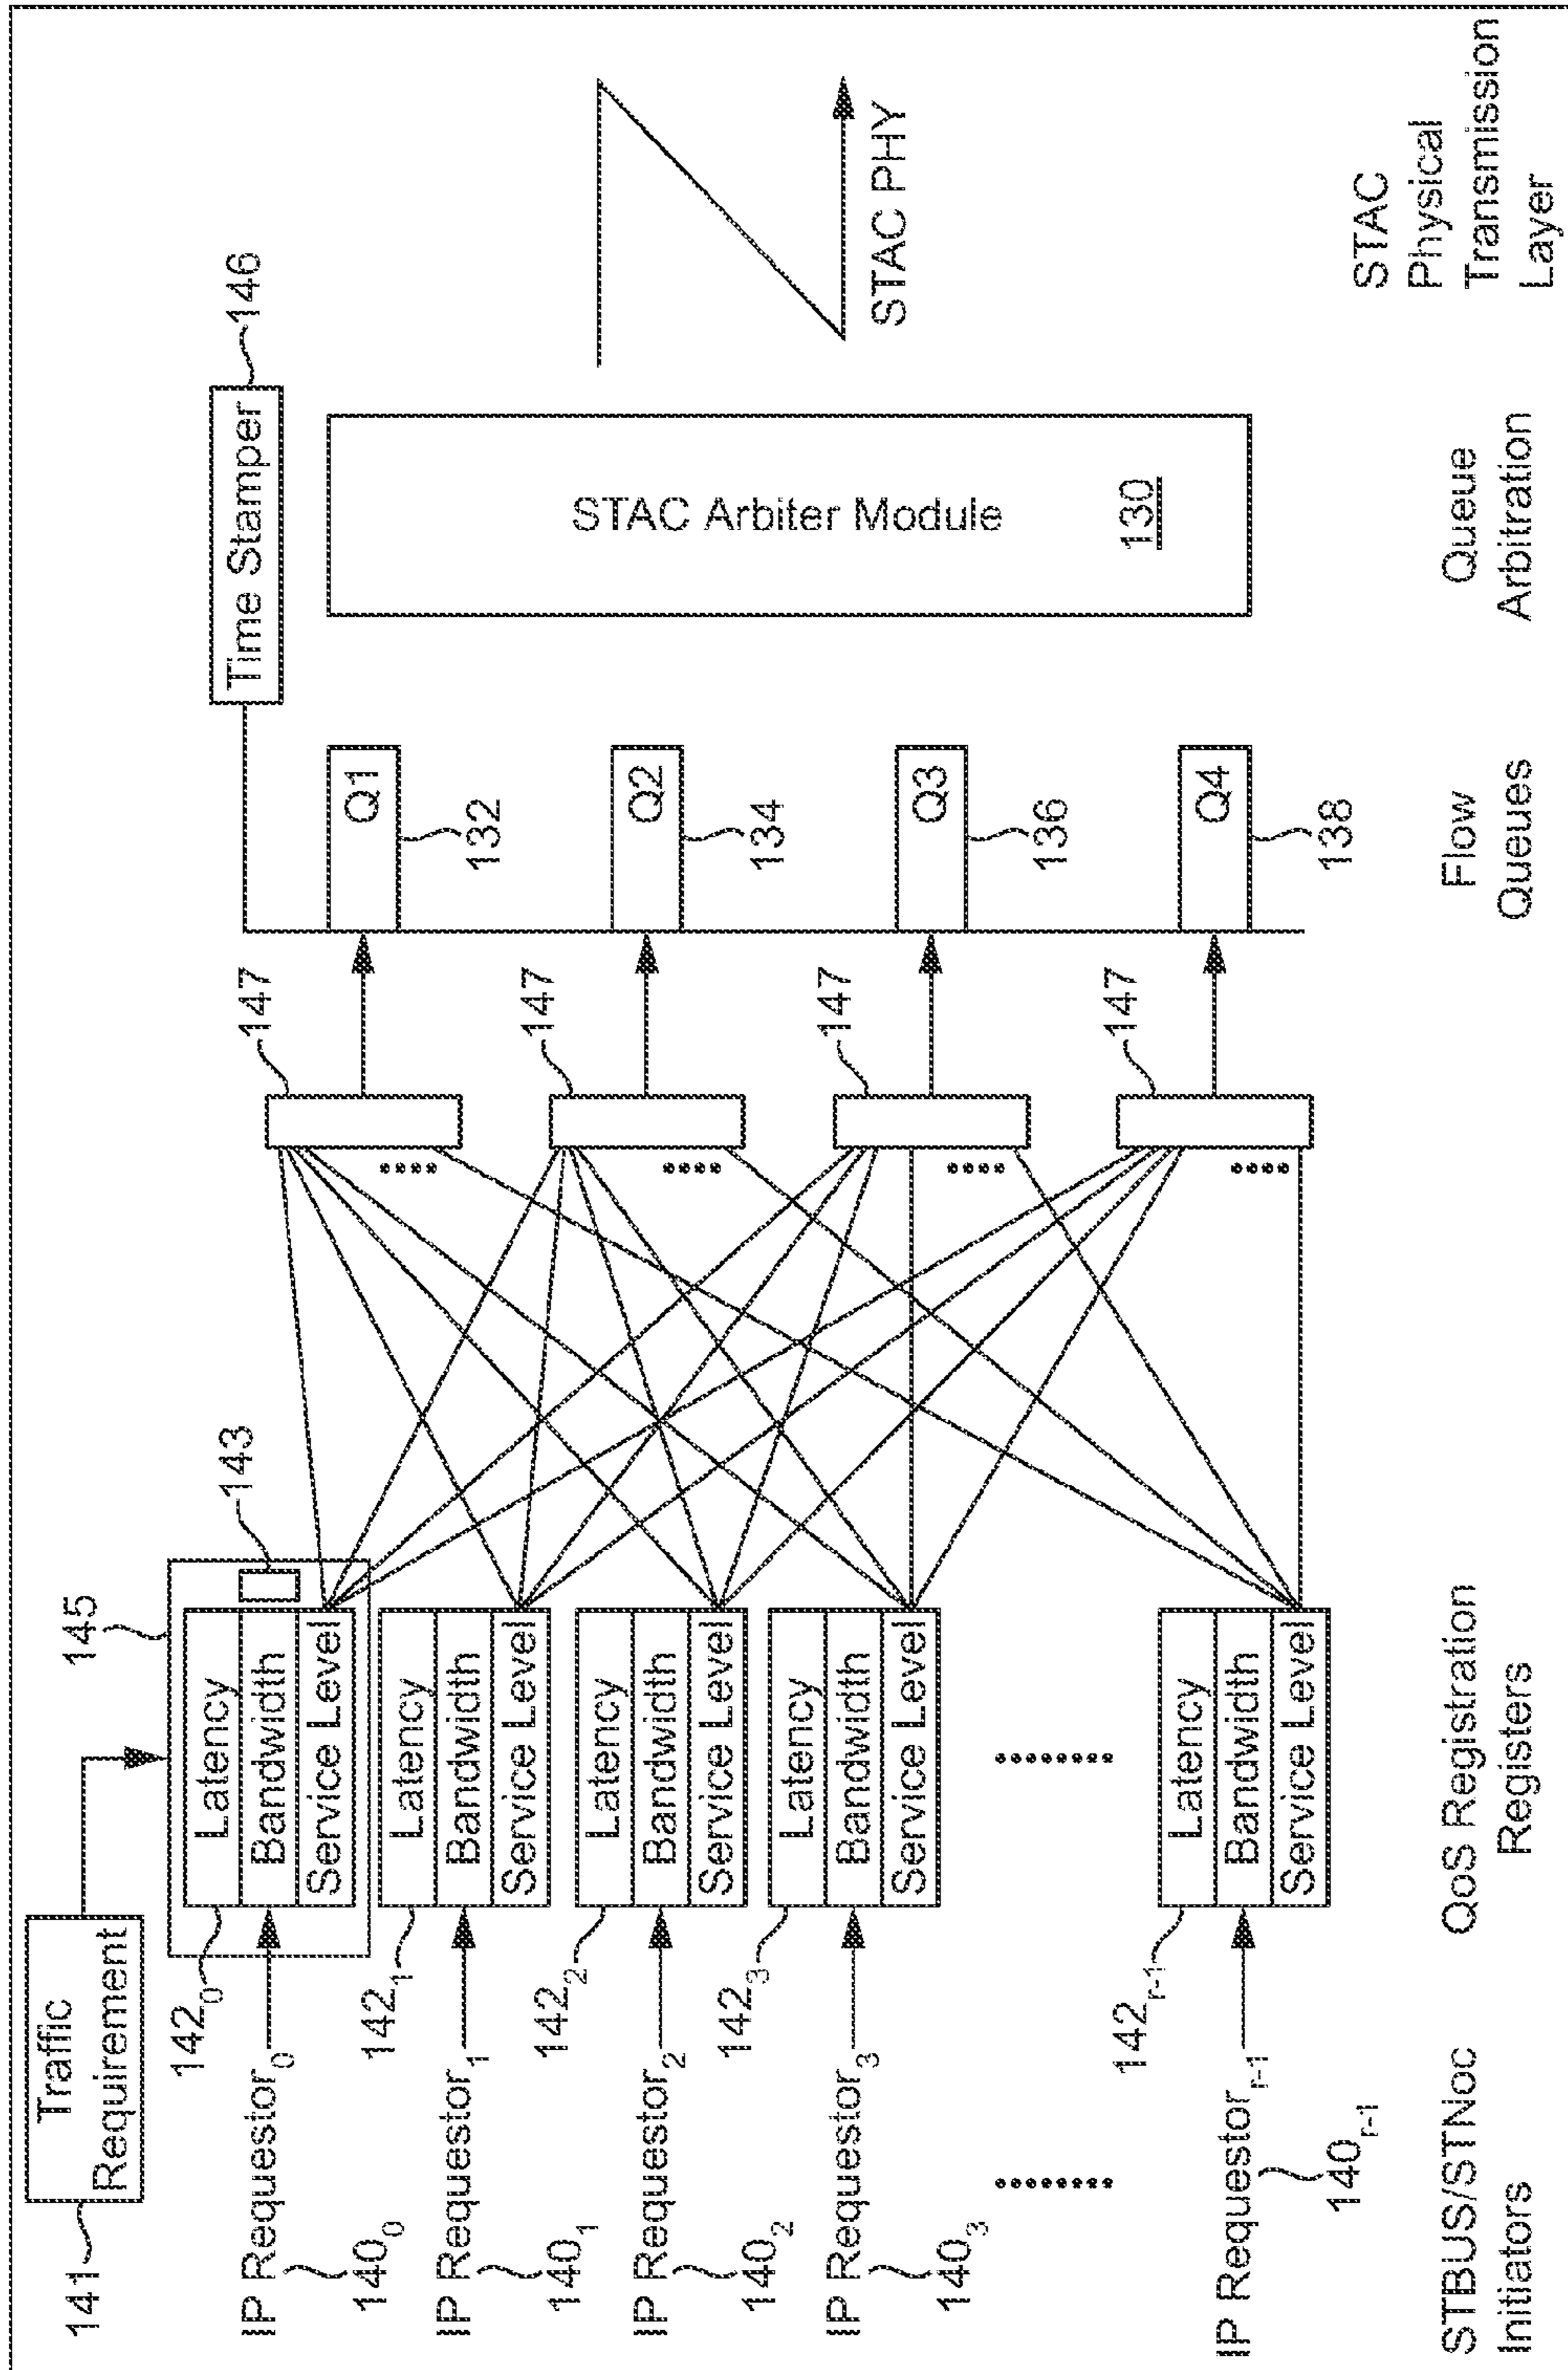 Traffic
Requirement
141
145
143
146
Time Stamper
142₀
Latency
Bandwidth
Service Level
IP Requestor₀
140₀
142₁
Latency
Bandwidth
Service Level
IP Requestor₁
140₁
142₂
Latency
Bandwidth
Service Level
IP Requestor₂
140₂
142₃
Latency
Bandwidth
Service Level
IP Requestor₃
140₃
142r-1
Latency
Bandwidth
Service Level
IP Requestorr-1
140r-1
147
147
147
147
Q1
132
Q2
134
Q3
136
Q4
138
STAC Arbiter Module
130
STAC PHY
STBUS/STNoc
Initiators
QoS Registration
Registers
Flow
Queues
Queue
Arbitration
STAC
Physical
Transmission
Layer